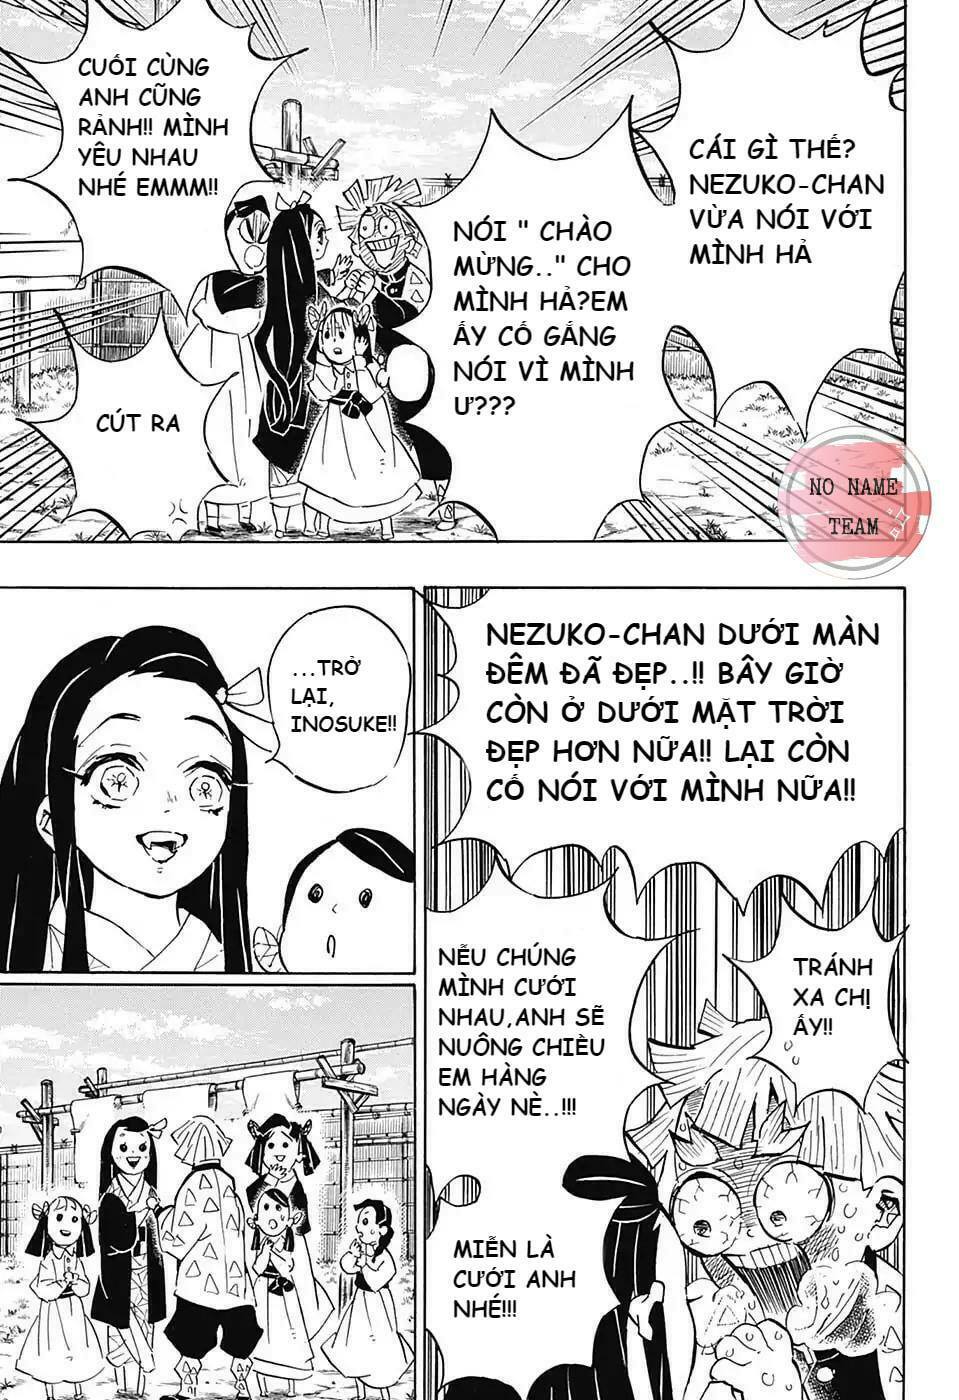 CÁI GÌ THẾ?
NEZUKO-CHAN
VỪA NÓI VỚI
MÌNH HẢ
NÓI " CHÀO
MỪNG.." CHO
MÌNH HẢ?EM
ẤY CỐ GẮNG
NÓI VÌ MÌNH
Ư???
CUỐI CÙNG
ANH CŨNG
RẢNH!! MÌNH
YÊU NHAU
NHÉ EMMM!!
CÚT RA
NO NAME
TEAM
NEZUKO-CHAN DƯỚI MÀN
ĐÊM ĐÃ ĐẸP..!! BÂY GIỜ
CÒN Ở DƯỚI MẶT TRỜI
ĐẸP HƠN NỮA!! LẠI CÒN
CỐ NÓI VỚI MÌNH NỮA!!
TRÁNH
XA CHỊ
ẤY!!
NẾU CHÚNG
MÌNH CƯỚI
NHAU,ANH SẼ
NUÔNG CHIỀU
EM HÀNG
NGÀY NÈ..!!!
MIỄN LÀ
CƯỚI ANH
NHÉ!!!
...TRỞ
LẠI,
INOSUKE!!